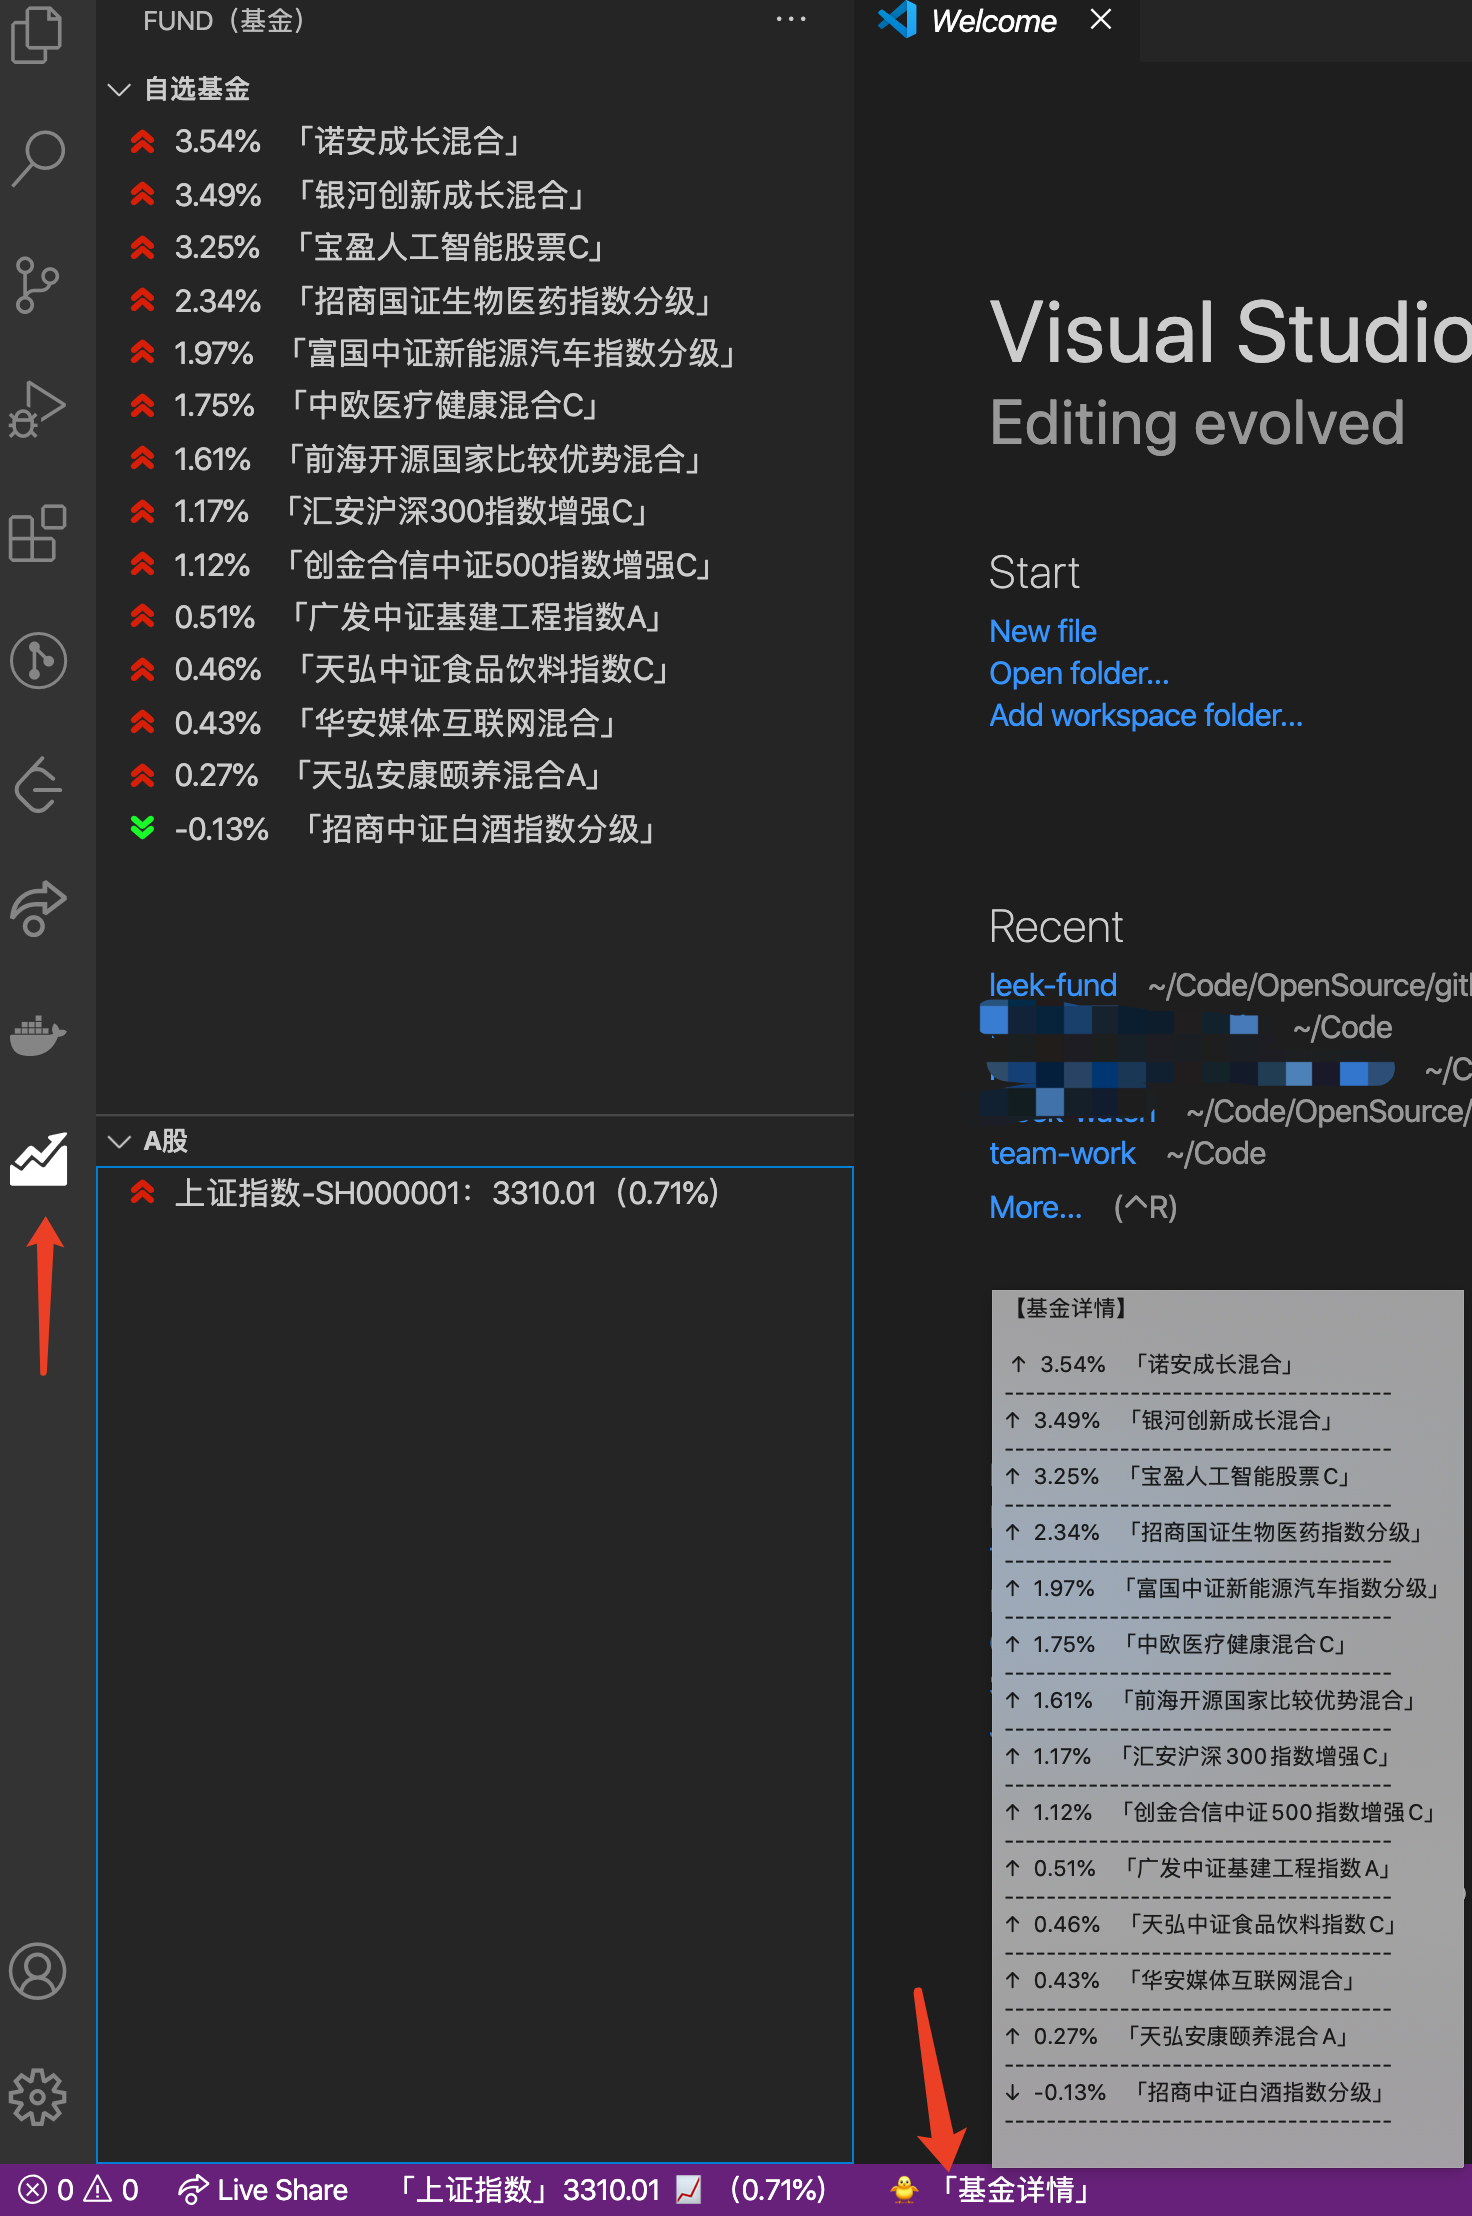 FUND（基金）
自选基金
3.54% 「诺安成长混合」
3.49% 「银河创新成长混合」
3.25% 「宝盈人工智能股票C」
2.34% 「招商国证生物医药指数分级」
1.97% 「富国中证新能源汽车指数分级」
1.75% 「中欧医疗健康混合C」
1.61% 「前海开源国家比较优势混合」
1.17% 「汇安沪深300指数增强C」
1.12% 「创金合信中证500指数增强C」
0.51% 「广发中证基建工程指数A」
0.46% 「天弘中证食品饮料指数C」
0.43% 「华安媒体互联网混合」
0.27% 「天弘安康颐养混合A」
-0.13% 「招商中证白酒指数分级」
A股
上证指数-SH000001：3310.01（0.71%）
Welcome
Visual Studio
Editing evolved
Start
New file
Open folder...
Add workspace folder...
Recent
leek-fund ~/Code/OpenSource/git
~/Code
~/C
~/Code/OpenSource/
team-work ~/Code
More... (^R)
【基金详情】
↑ 3.54% 「诺安成长混合」
-------------------------------------
↑ 3.49% 「银河创新成长混合」
-------------------------------------
↑ 3.25% 「宝盈人工智能股票C」
-------------------------------------
↑ 2.34% 「招商国证生物医药指数分级」
-------------------------------------
↑ 1.97% 「富国中证新能源汽车指数分级」
-------------------------------------
↑ 1.75% 「中欧医疗健康混合C」
-------------------------------------
↑ 1.61% 「前海开源国家比较优势混合」
-------------------------------------
↑ 1.17% 「汇安沪深300指数增强C」
-------------------------------------
↑ 1.12% 「创金合信中证500指数增强C」
-------------------------------------
↑ 0.51% 「广发中证基建工程指数A」
-------------------------------------
↑ 0.46% 「天弘中证食品饮料指数C」
-------------------------------------
↑ 0.43% 「华安媒体互联网混合」
-------------------------------------
↑ 0.27% 「天弘安康颐养混合A」
-------------------------------------
↓ -0.13% 「招商中证白酒指数分级」
-------------------------------------
0 0 Live Share 「上证指数」3310.01 📈 （0.71%） 🐥 「基金详情」